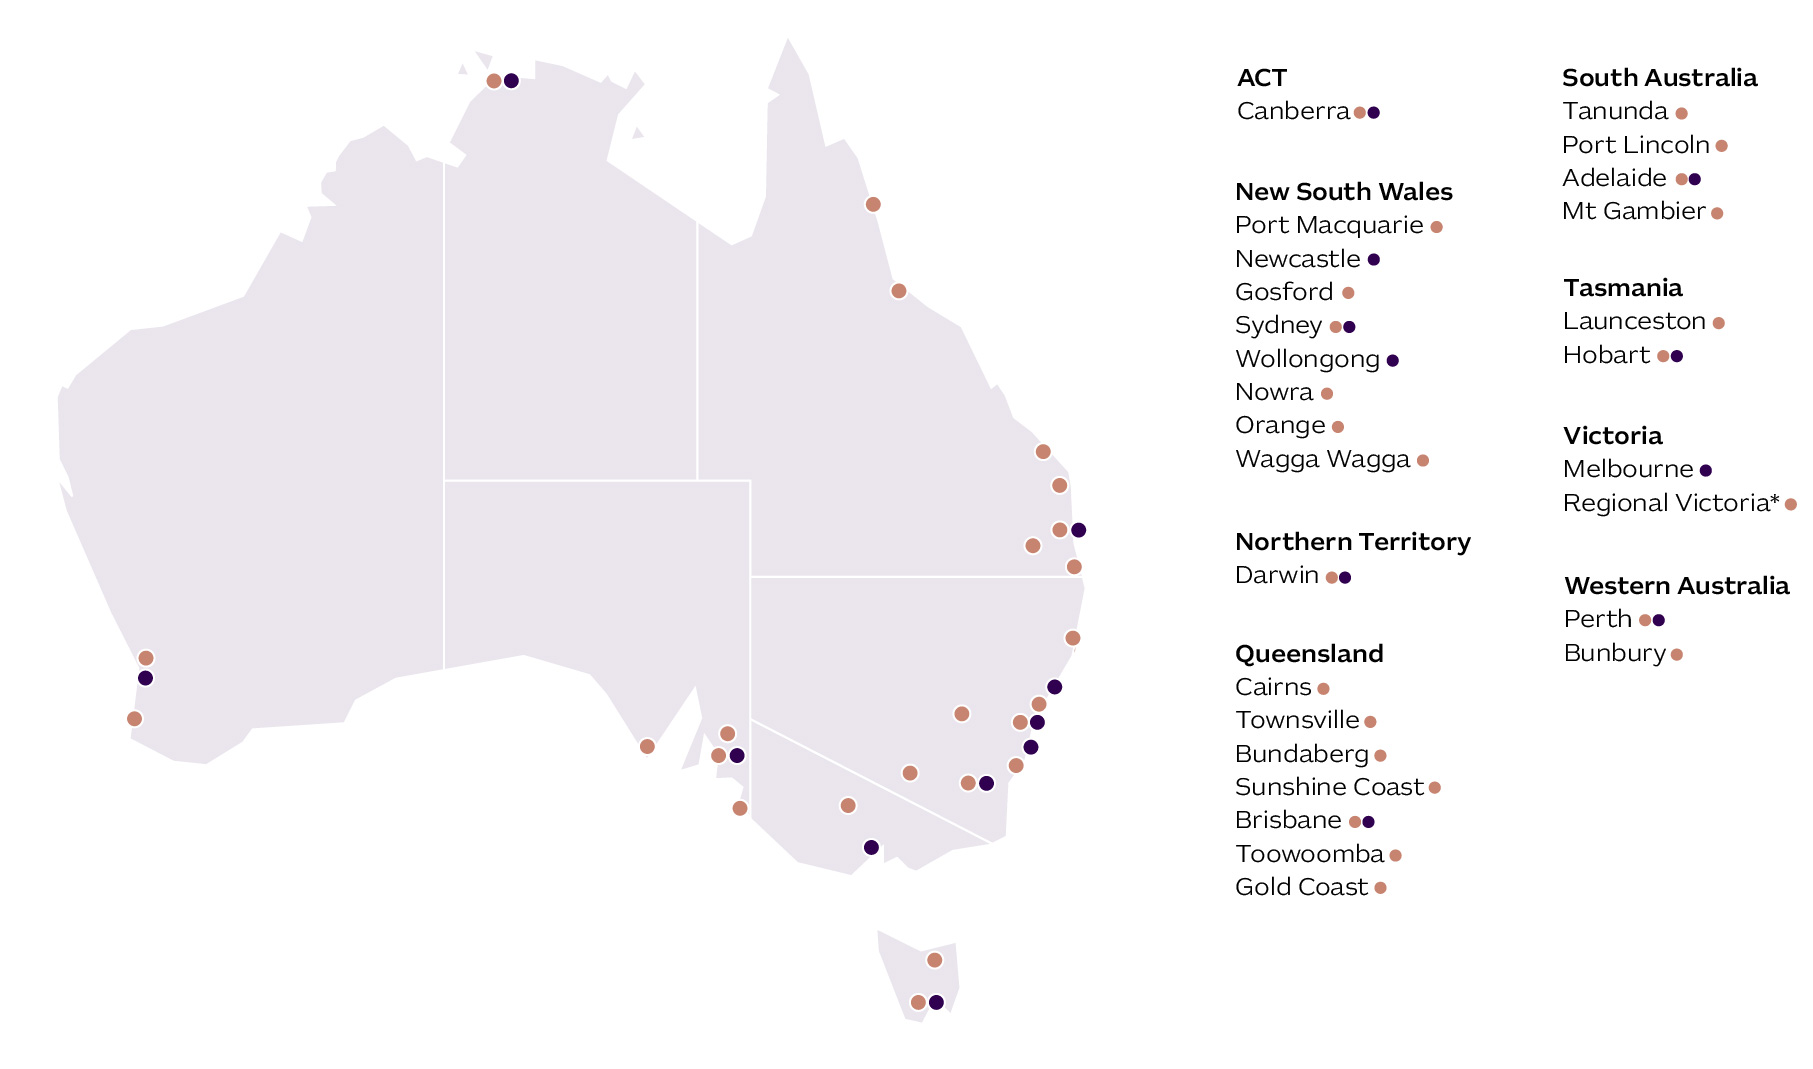 ACT
Canberra
New South Wales
Port Macquarie
Newcastle
Gosford
Sydney
Wollongong
Nowra
Orange
Wagga Wagga
Northern Territory
Darwin
Queensland
Cairns
Townsville
Bundaberg
Sunshine Coast
Brisbane
Toowoomba
Gold Coast
South Australia
Tanunda
Port Lincoln
Adelaide
Mt Gambier
Tasmania
Launceston
Hobart
Victoria
Melbourne
Regional Victoria*
Western Australia
Perth
Bunbury